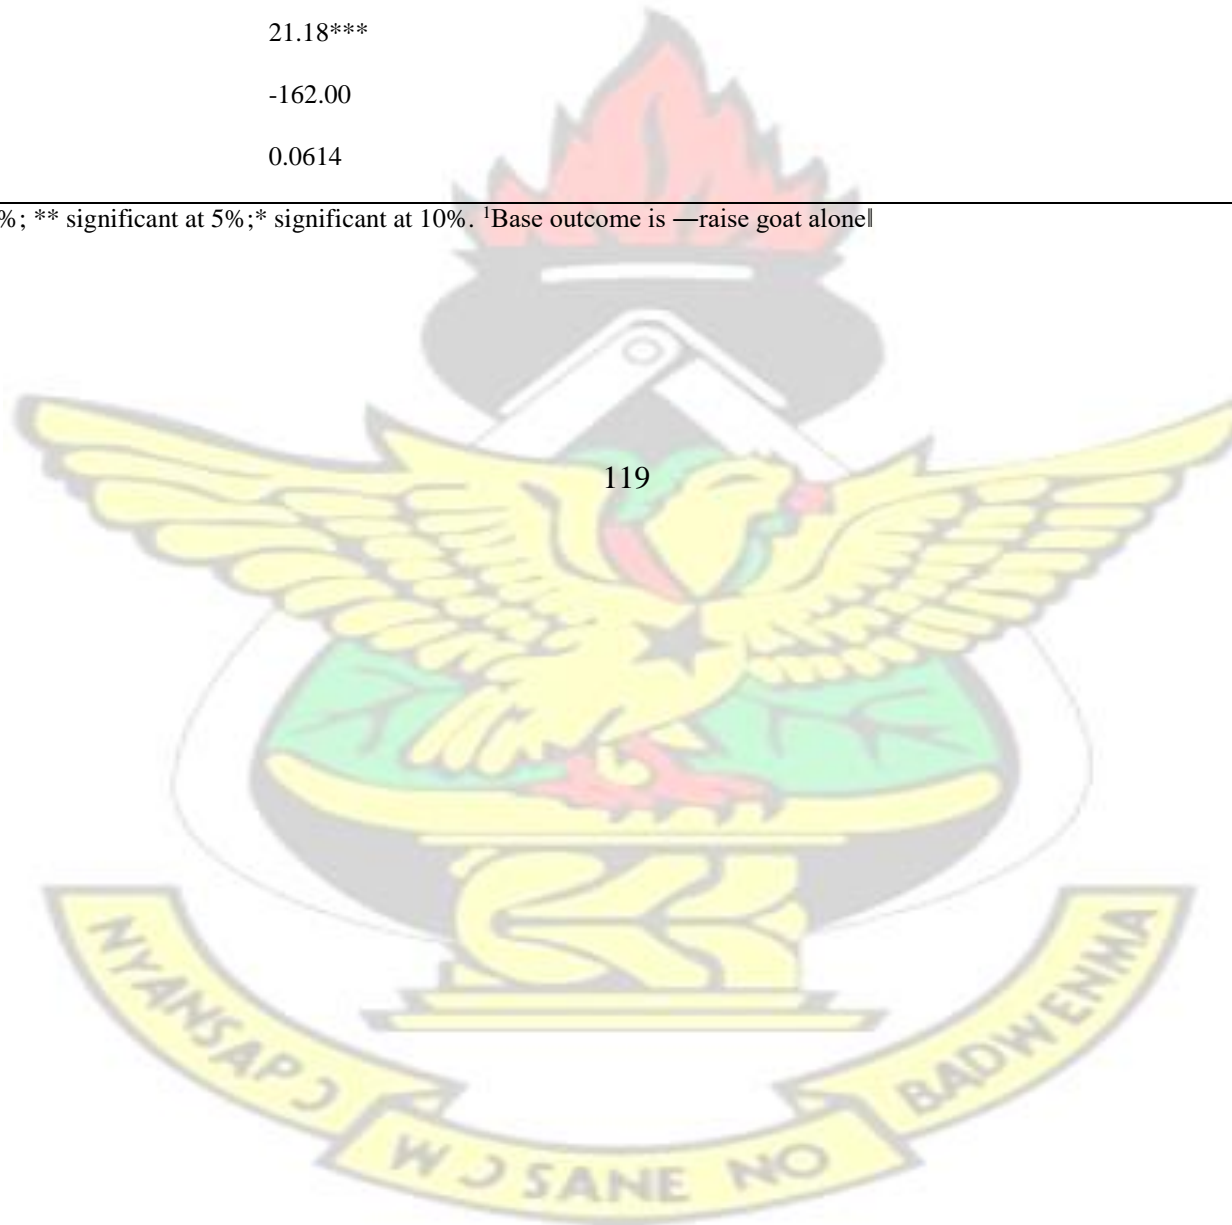 21.18***
-162.00
0.0614
%; ** significant at 5%;* significant at 10%. ¹Base outcome is ―raise goat alone‖
119
NYANSAPƆ
BADWENMA
W Ɔ SANE NO